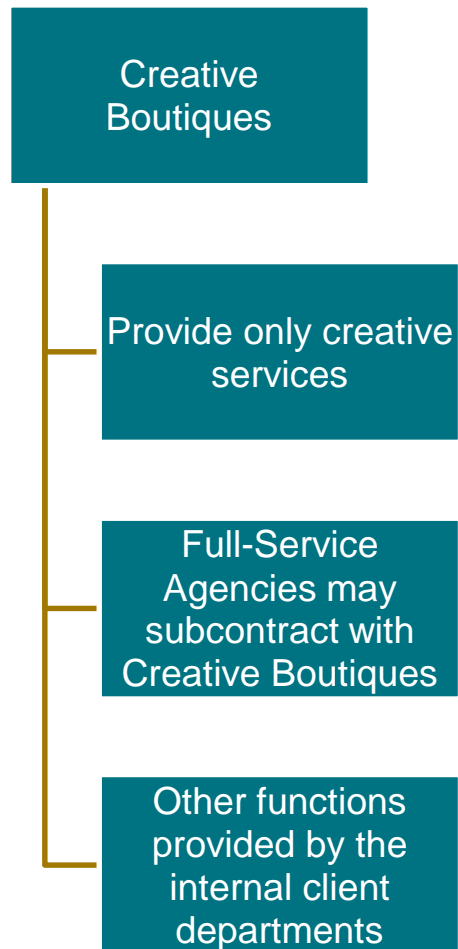 Creative
Boutiques
Provide only creative
services
Full-Service
Agencies may
subcontract with
Creative Boutiques
Other functions
provided by the
internal client
departments